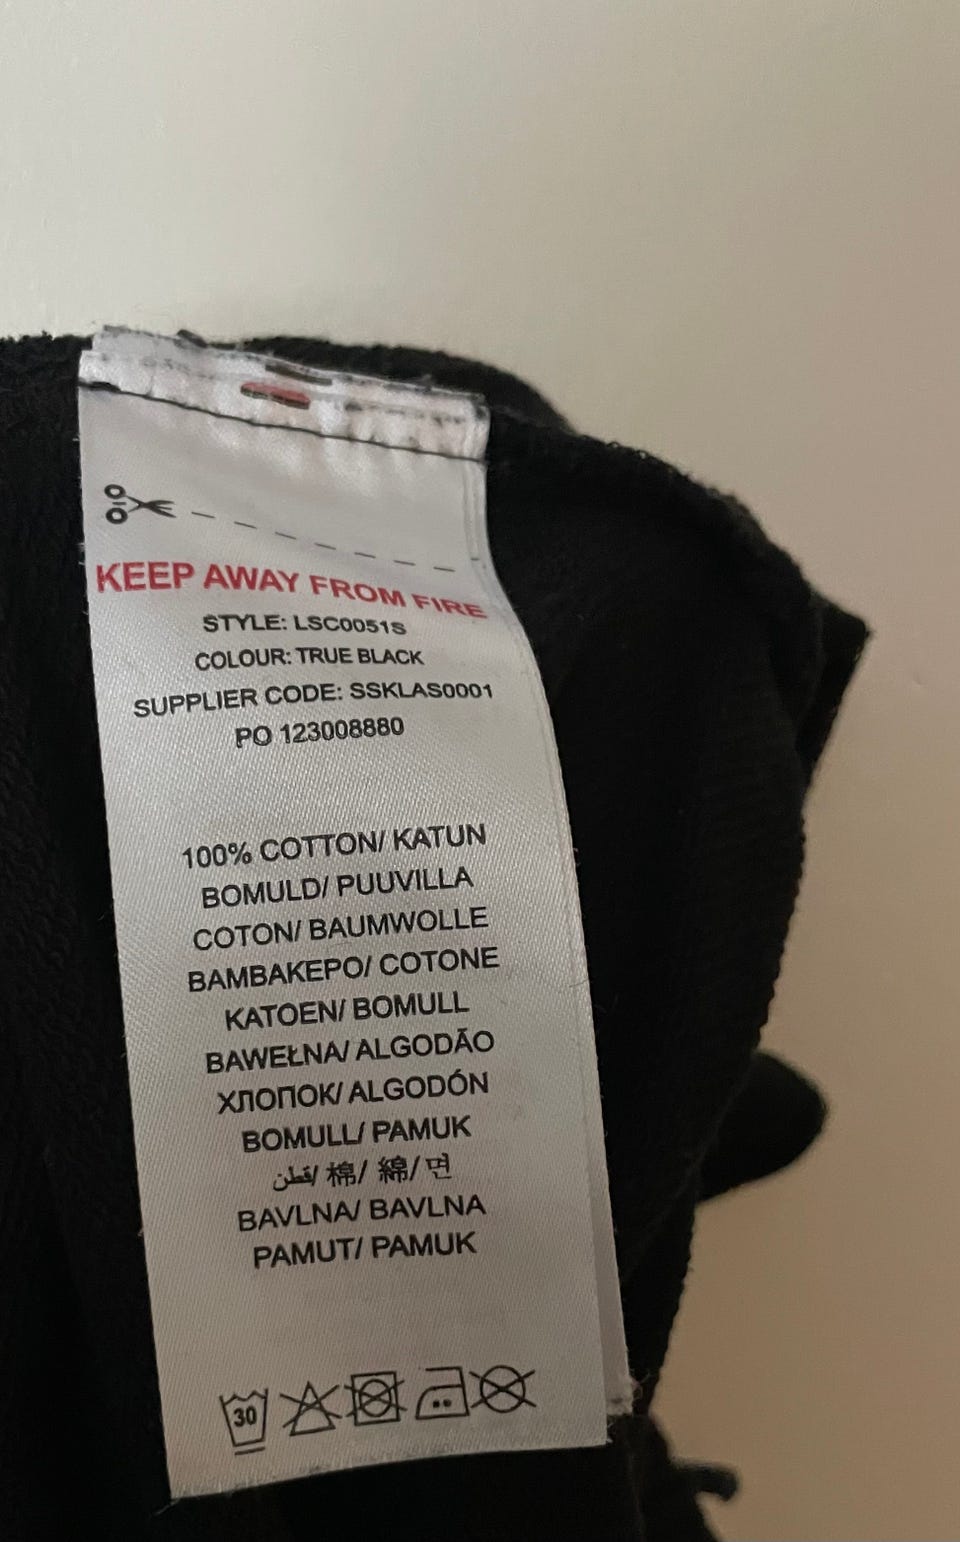 KEEP AWAY FROM FIRE
STYLE: LSC0051S
COLOUR: TRUE BLACK
SUPPLIER CODE: SSKLAS0001
PO 123008880
100% COTTON/ KATUN
BOMULD/ PUUVILLA
COTON/ BAUMWOLLE
BAMBAKEPO/ COTONE
KATOEN/ BOMULL
BAWEŁNA/ ALGODÃO
ХЛОПОК/ ALGODÓN
BOMULL/ PAMUK
قطن/ 棉/ 綿/ 면
BAVLNA/ BAVLNA
PAMUT/ PAMUK
30